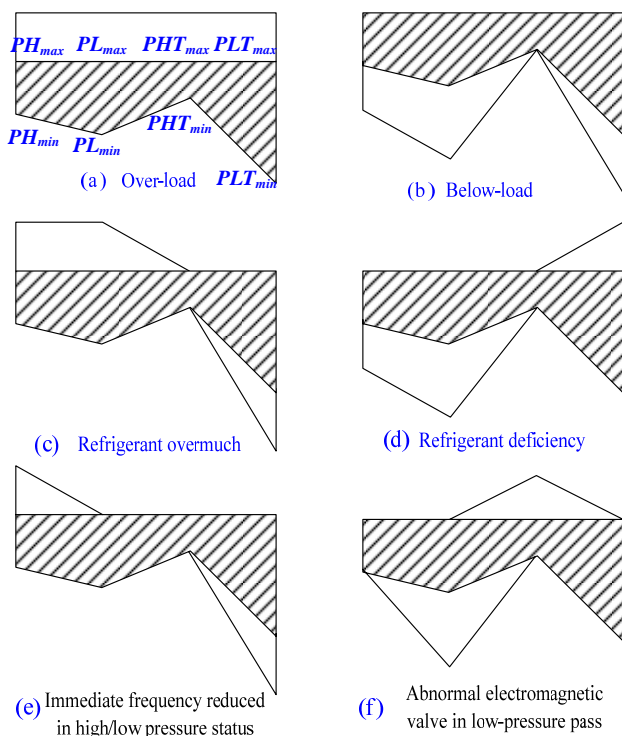 PHmax PLmax PHTmax PLTmax
PHmin PLmin PHTmin PLTmin
(a) Over-load
(b) Below-load
(c) Refrigerant overmuch
(d) Refrigerant deficiency
(e) Immediate frequency reduced
in high/low pressure status
(f) Abnormal electromagnetic
valve in low-pressure pass